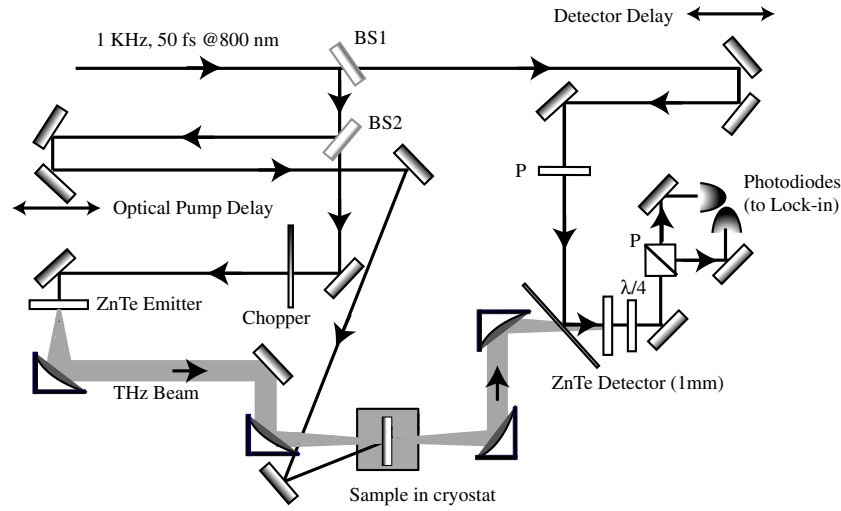 Detector Delay
1 KHz, 50 fs @800 nm
BS1
BS2
P
Photodiodes
(to Lock-in)
Optical Pump Delay
P
λ/4
ZnTe Emitter
Chopper
ZnTe Detector (1mm)
THz Beam
Sample in cryostat